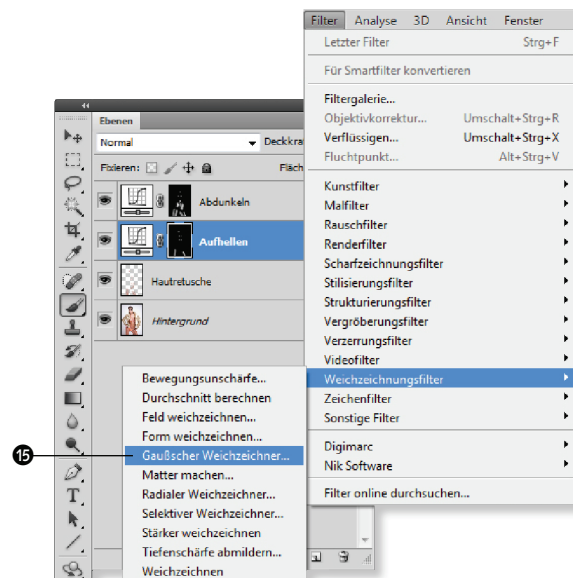 Filter Analyse 3D Ansicht Fenster
Letzter Filter Strg+F
Für Smartfilter konvertieren
Filtergalerie...
Objektivkorrektur... Umschalt+Strg+R
Verflüssigen... Umschalt+Strg+X
Fluchtpunkt... Alt+Strg+V
Kunstfilter
Malfilter
Rauschfilter
Renderfilter
Scharfzeichnungsfilter
Stilisierungsfilter
Strukturierungsfilter
Vergröberungsfilter
Verzerrungsfilter
Videofilter
Weichzeichnungsfilter
Zeichenfilter
Sonstige Filter
Digimarc
Nik Software
Filter online durchsuchen...
Ebenen
Normal Deckkra
Fixieren: Fläch
Abdunkeln
Aufhellen
Hautretusche
Hintergrund
Bewegungsunschärfe...
Durchschnitt berechnen
Feld weichzeichnen...
Form weichzeichnen...
15 Gaußscher Weichzeichner...
Matter machen...
Radialer Weichzeichner...
Selektiver Weichzeichner...
Stärker weichzeichnen
Tiefenschärfe abmildern...
Weichzeichnen